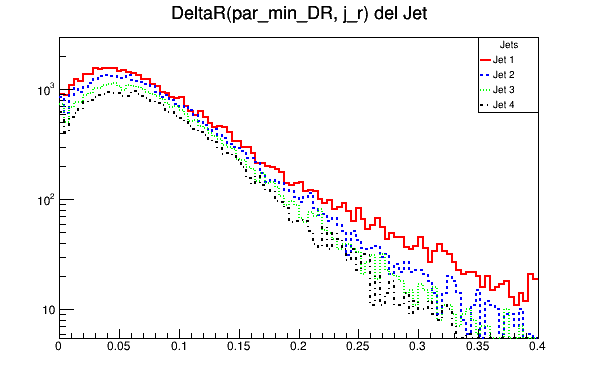 DeltaR(par_min_DR, j_r) del Jet
Jets
Jet 1
Jet 2
Jet 3
Jet 4
10³
10²
10
0 0.05 0.1 0.15 0.2 0.25 0.3 0.35 0.4